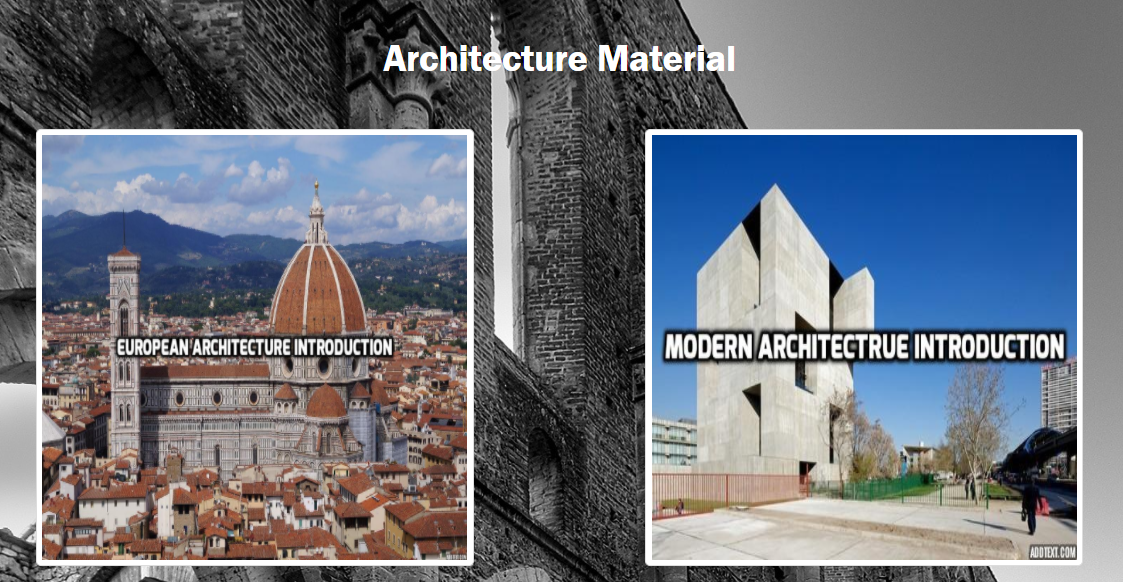 Architecture Material
EUROPEAN ARCHITECTURE INTRODUCTION
MODERN ARCHITECTRUE INTRODUCTION
ADDTEXT.COM